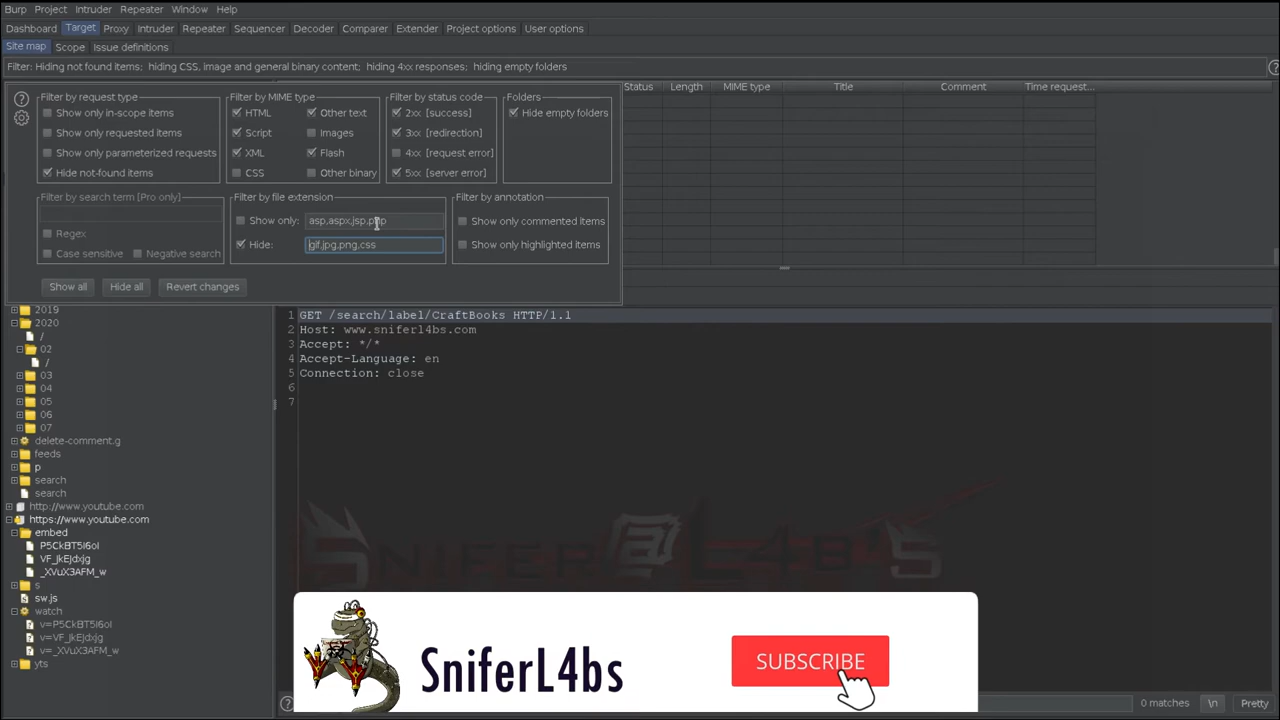 Burp Project Intruder Repeater Window Help
Dashboard Target Proxy Intruder Repeater Sequencer Decoder Comparer Extender Project options User options
Site map Scope Issue definitions
Filter: Hiding not found items; hiding CSS, image and general binary content; hiding 4xx responses; hiding empty folders ?
Status Length MIME type Title Comment Time request...
? Filter by request type Filter by MIME type Filter by status code Folders
Show only in-scope items HTML Other text 2xx [success] Hide empty folders
Show only requested items Script Images 3xx [redirection]
Show only parameterized requests XML Flash 4xx [request error]
Hide not-found items CSS Other binary 5xx [server error]
Filter by search term [Pro only] Filter by file extension Filter by annotation
Show only: asp,aspx,jsp,php Show only commented items
Regex Hide: gif,jpg,png,css Show only highlighted items
Case sensitive Negative search
Show all Hide all Revert changes
2019
2020
/
02
/
03
04
05
06
07
delete-comment.g
feeds
p
search
search
http://www.youtube.com
https://www.youtube.com
embed
P5CkBT5I6oI
VF_JkEJdxjg
_XVuX3AFM_w
s
sw.js
watch
v=P5CkBT5I6oI
v=VF_JkEJdxjg
v=_XVuX3AFM_w
yts
1 GET /search/label/CraftBooks HTTP/1.1
2 Host: www.sniferl4bs.com
3 Accept: */*
4 Accept-Language: en
5 Connection: close
6
7
SNIFER@L4B'S
SniferL4bs
SUBSCRIBE
? 0 matches \n Pretty